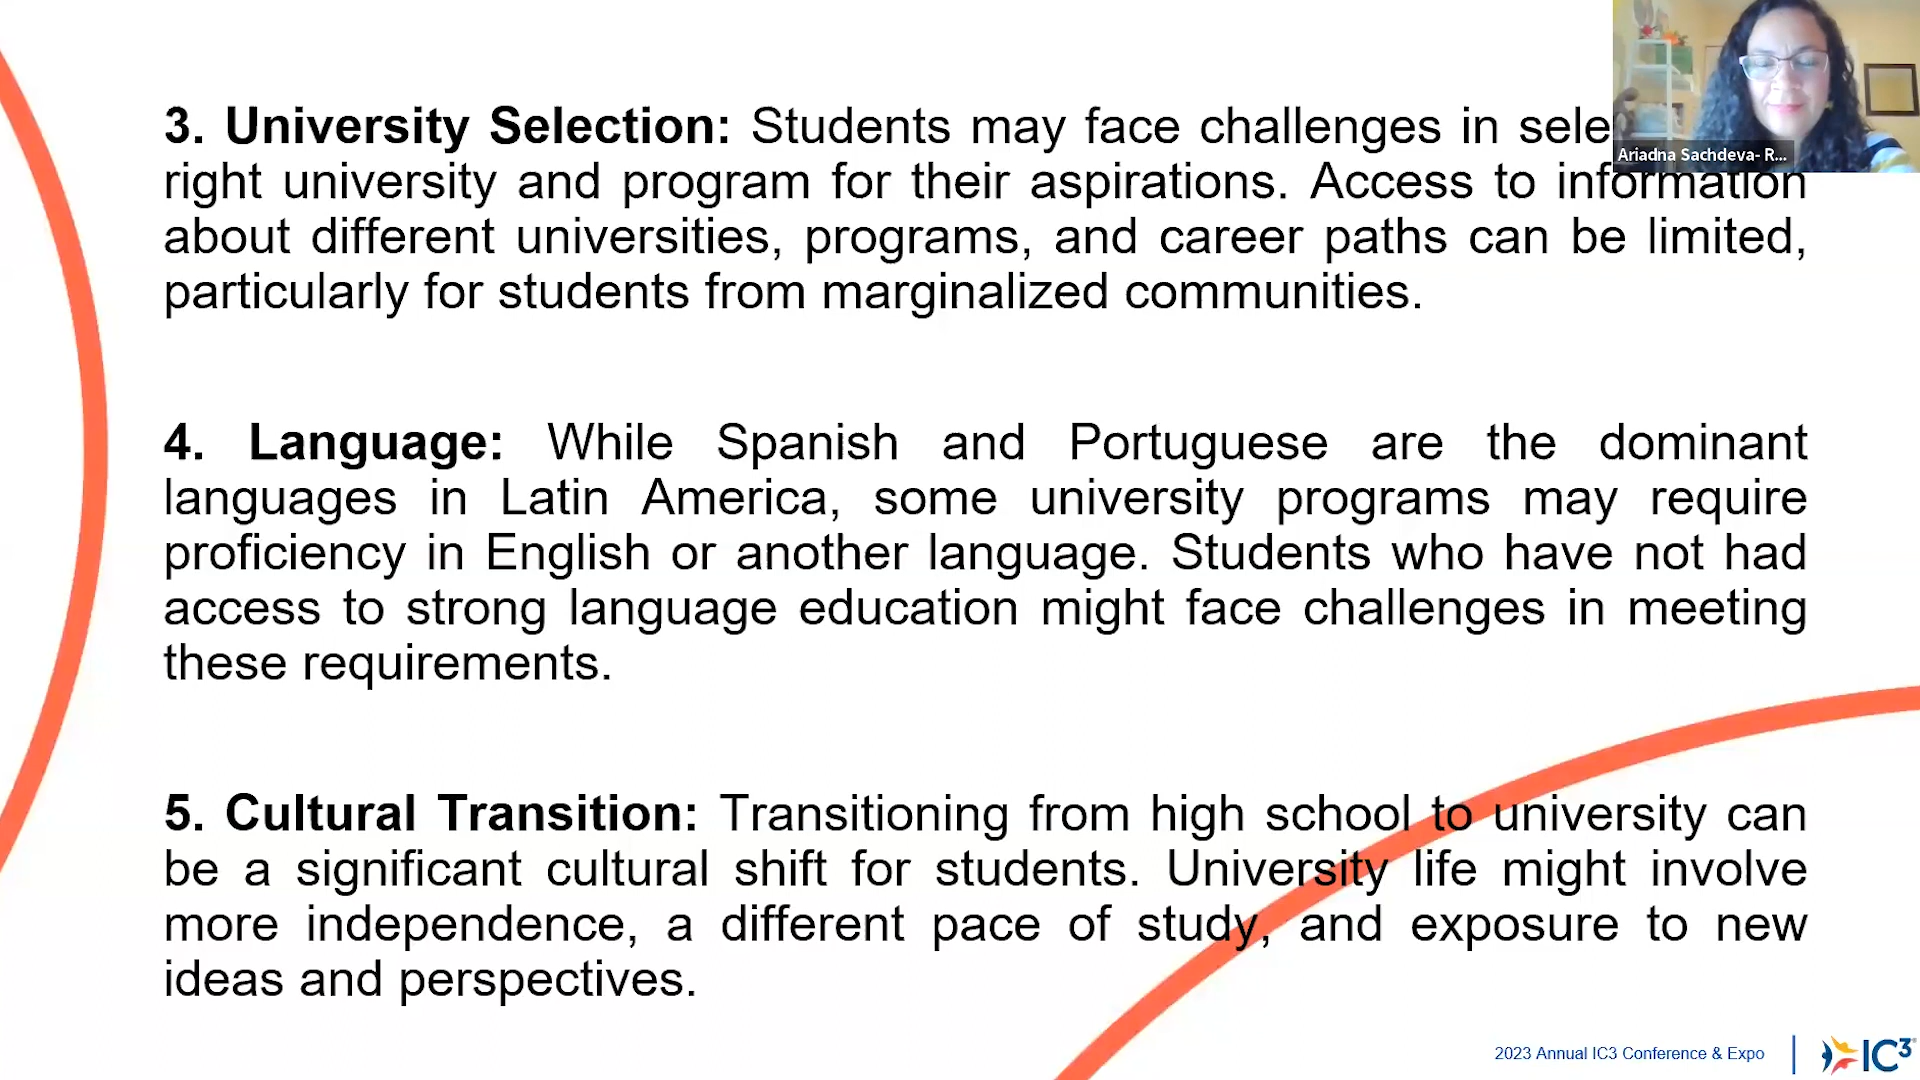 3. University Selection: Students may face challenges in sele
right university and program for their aspirations. Access to information
about different universities, programs, and career paths can be limited,
particularly for students from marginalized communities.
4. Language: While Spanish and Portuguese are the dominant
languages in Latin America, some university programs may require
proficiency in English or another language. Students who have not had
access to strong language education might face challenges in meeting
these requirements.
5. Cultural Transition: Transitioning from high school to university can
be a significant cultural shift for students. University life might involve
more independence, a different pace of study, and exposure to new
ideas and perspectives.
Ariadna Sachdeva- R...
2023 Annual IC3 Conference & Expo
IC³